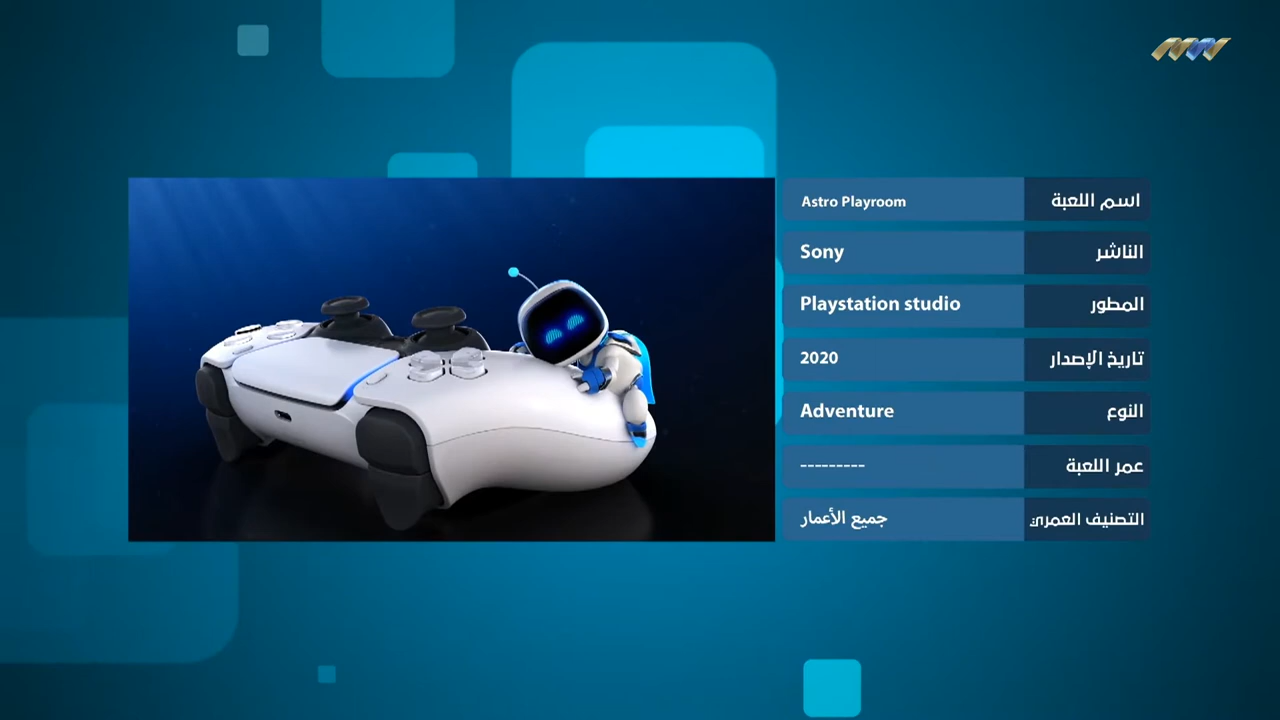 اسم اللعبة Astro Playroom
الناشر Sony
المطور Playstation studio
تاريخ الإصدار 2020
النوع Adventure
عمر اللعبة ---------
التصنيف العمري جميع الأعمار